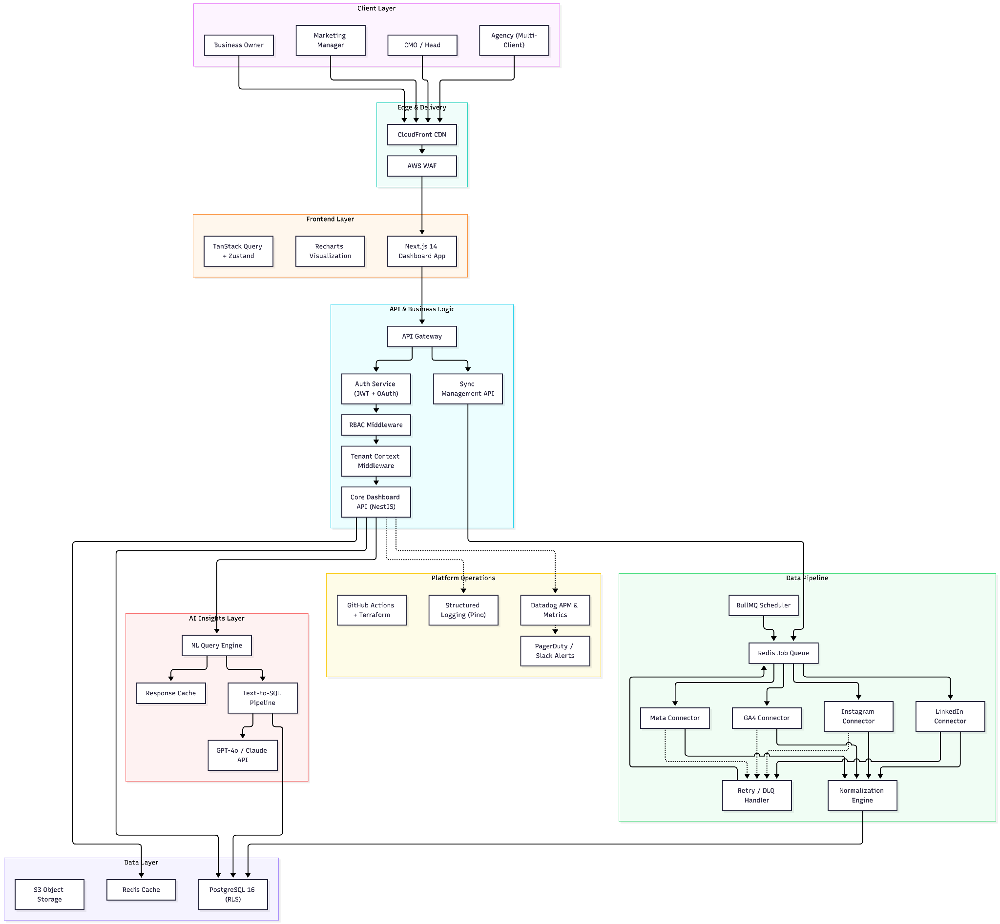 Client Layer
Business Owner
Marketing
Manager
CMO / Head
Agency (Multi-
Client)
Edge & Delivery
CloudFront CDN
AWS WAF
Frontend Layer
TanStack Query
+ Zustand
Recharts
Visualization
Next.js 14
Dashboard App
API & Business Logic
API Gateway
Auth Service
(JWT + OAuth)
Sync
Management API
RBAC Middleware
Tenant Context
Middleware
Core Dashboard
API (NestJS)
Platform Operations
GitHub Actions
+ Terraform
Structured
Logging (Pino)
Datadog APM &
Metrics
PagerDuty /
Slack Alerts
Data Pipeline
BullMQ Scheduler
Redis Job Queue
Meta Connector
GA4 Connector
Instagram
Connector
LinkedIn
Connector
Retry / DLQ
Handler
Normalization
Engine
AI Insights Layer
NL Query Engine
Response Cache
Text-to-SQL
Pipeline
GPT-4o / Claude
API
Data Layer
S3 Object
Storage
Redis Cache
PostgreSQL 16
(RLS)